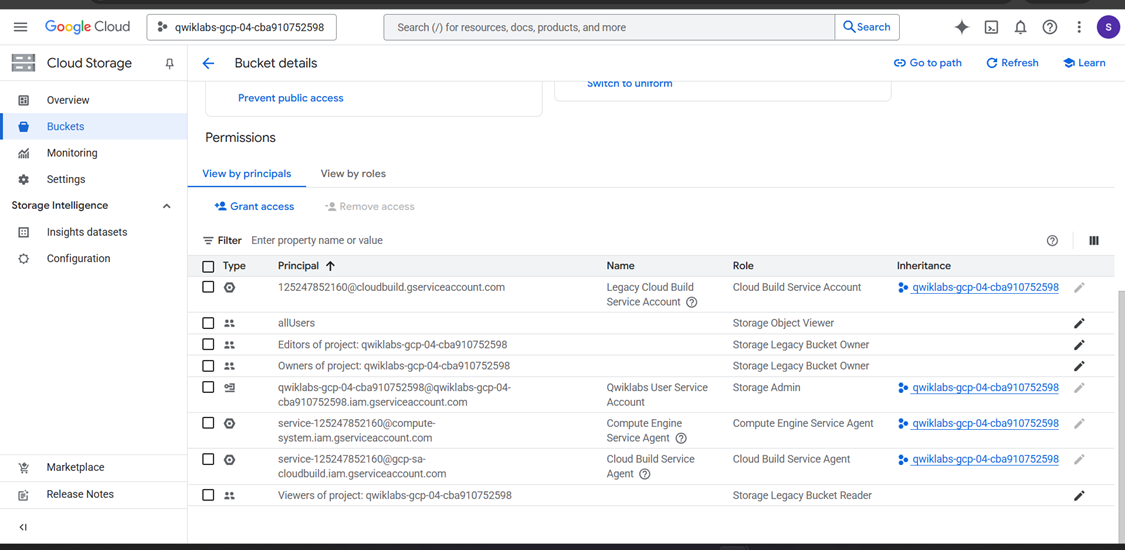 Google Cloud
qwiklabs-gcp-04-cba910752598
Search (/) for resources, docs, products, and more
Search
S
Cloud Storage
Bucket details
Go to path
Refresh
Learn
Overview
Buckets
Monitoring
Settings
Storage Intelligence
Insights datasets
Configuration
Marketplace
Release Notes
Prevent public access
Switch to uniform
Permissions
View by principals
View by roles
Grant access
Remove access
Filter Enter property name or value
Type Principal Name Role Inheritance
125247852160@cloudbuild.gserviceaccount.com Legacy Cloud Build Cloud Build Service Account qwiklabs-gcp-04-cba910752598
Service Account
allUsers Storage Object Viewer
Editors of project: qwiklabs-gcp-04-cba910752598 Storage Legacy Bucket Owner
Owners of project: qwiklabs-gcp-04-cba910752598 Storage Legacy Bucket Owner
qwiklabs-gcp-04-cba910752598@qwiklabs-gcp-04- Qwiklabs User Service Storage Admin qwiklabs-gcp-04-cba910752598
cba910752598.iam.gserviceaccount.com Account
service-125247852160@compute- Compute Engine Compute Engine Service Agent qwiklabs-gcp-04-cba910752598
system.iam.gserviceaccount.com Service Agent
service-125247852160@gcp-sa- Cloud Build Service Cloud Build Service Agent qwiklabs-gcp-04-cba910752598
cloudbuild.iam.gserviceaccount.com Agent
Viewers of project: qwiklabs-gcp-04-cba910752598 Storage Legacy Bucket Reader